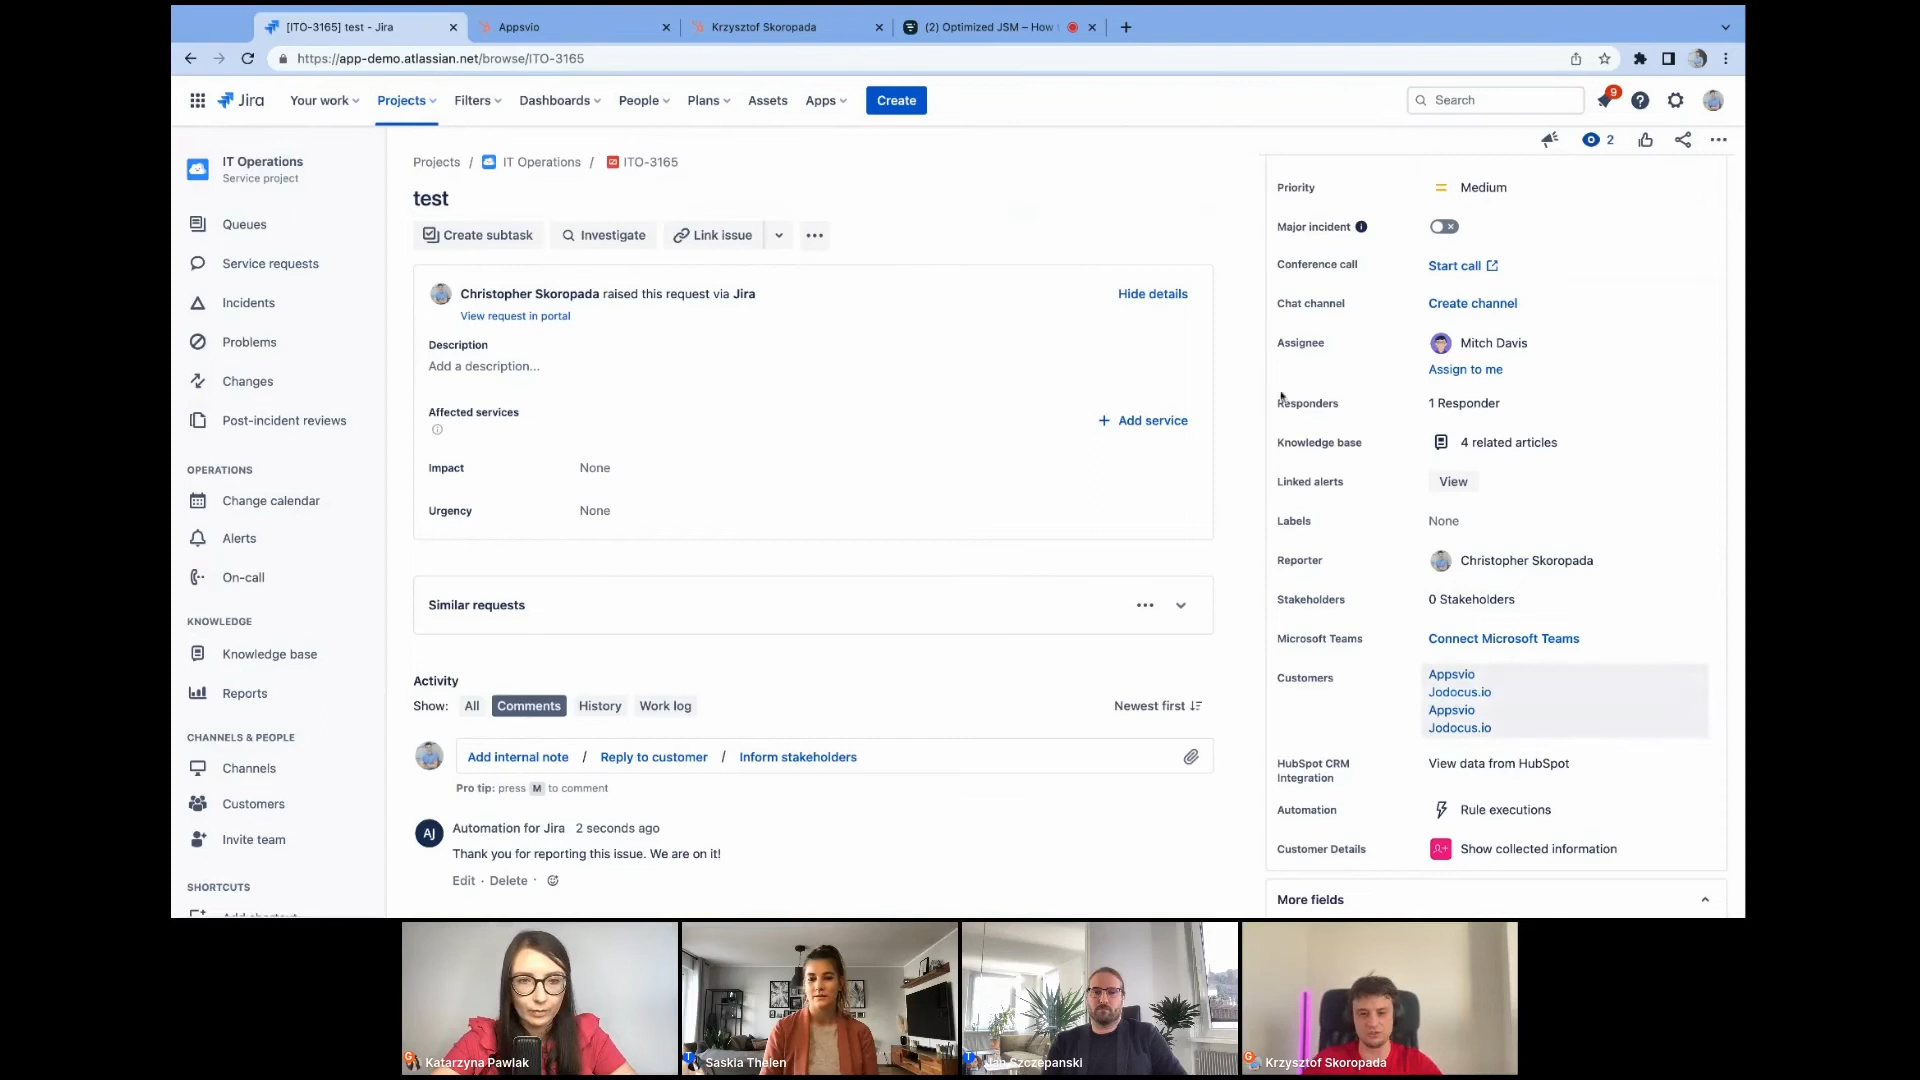 [ITO-3165] test - Jira
Appsvio
Krzysztof Skoropada
(2) Optimized JSM – How
https://app-demo.atlassian.net/browse/ITO-3165
Jira
Your work
Projects
Filters
Dashboards
People
Plans
Assets
Apps
Create
Search
9
IT Operations
Service project
Queues
Service requests
Incidents
Problems
Changes
Post-incident reviews
OPERATIONS
Change calendar
Alerts
On-call
KNOWLEDGE
Knowledge base
Reports
CHANNELS & PEOPLE
Channels
Customers
Invite team
SHORTCUTS
Add shortcut
Projects / IT Operations / ITO-3165
test
Create subtask
Investigate
Link issue
Christopher Skoropada raised this request via Jira
Hide details
View request in portal
Description
Add a description...
Affected services
+ Add service
Impact None
Urgency None
Similar requests
Activity
Show: All Comments History Work log
Newest first
Add internal note / Reply to customer / Inform stakeholders
Pro tip: press M to comment
AJ
Automation for Jira 2 seconds ago
Thank you for reporting this issue. We are on it!
Edit · Delete ·
2
Priority Medium
Major incident
Conference call Start call
Chat channel Create channel
Assignee Mitch Davis
Assign to me
Responders 1 Responder
Knowledge base 4 related articles
Linked alerts View
Labels None
Reporter Christopher Skoropada
Stakeholders 0 Stakeholders
Microsoft Teams Connect Microsoft Teams
Customers Appsvio
Jodocus.io
Appsvio
Jodocus.io
HubSpot CRM Integration View data from HubSpot
Automation Rule executions
Customer Details Show collected information
More fields
Katarzyna Pawlak
Saskia Thelen
Jan Szczepanski
Krzysztof Skoropada